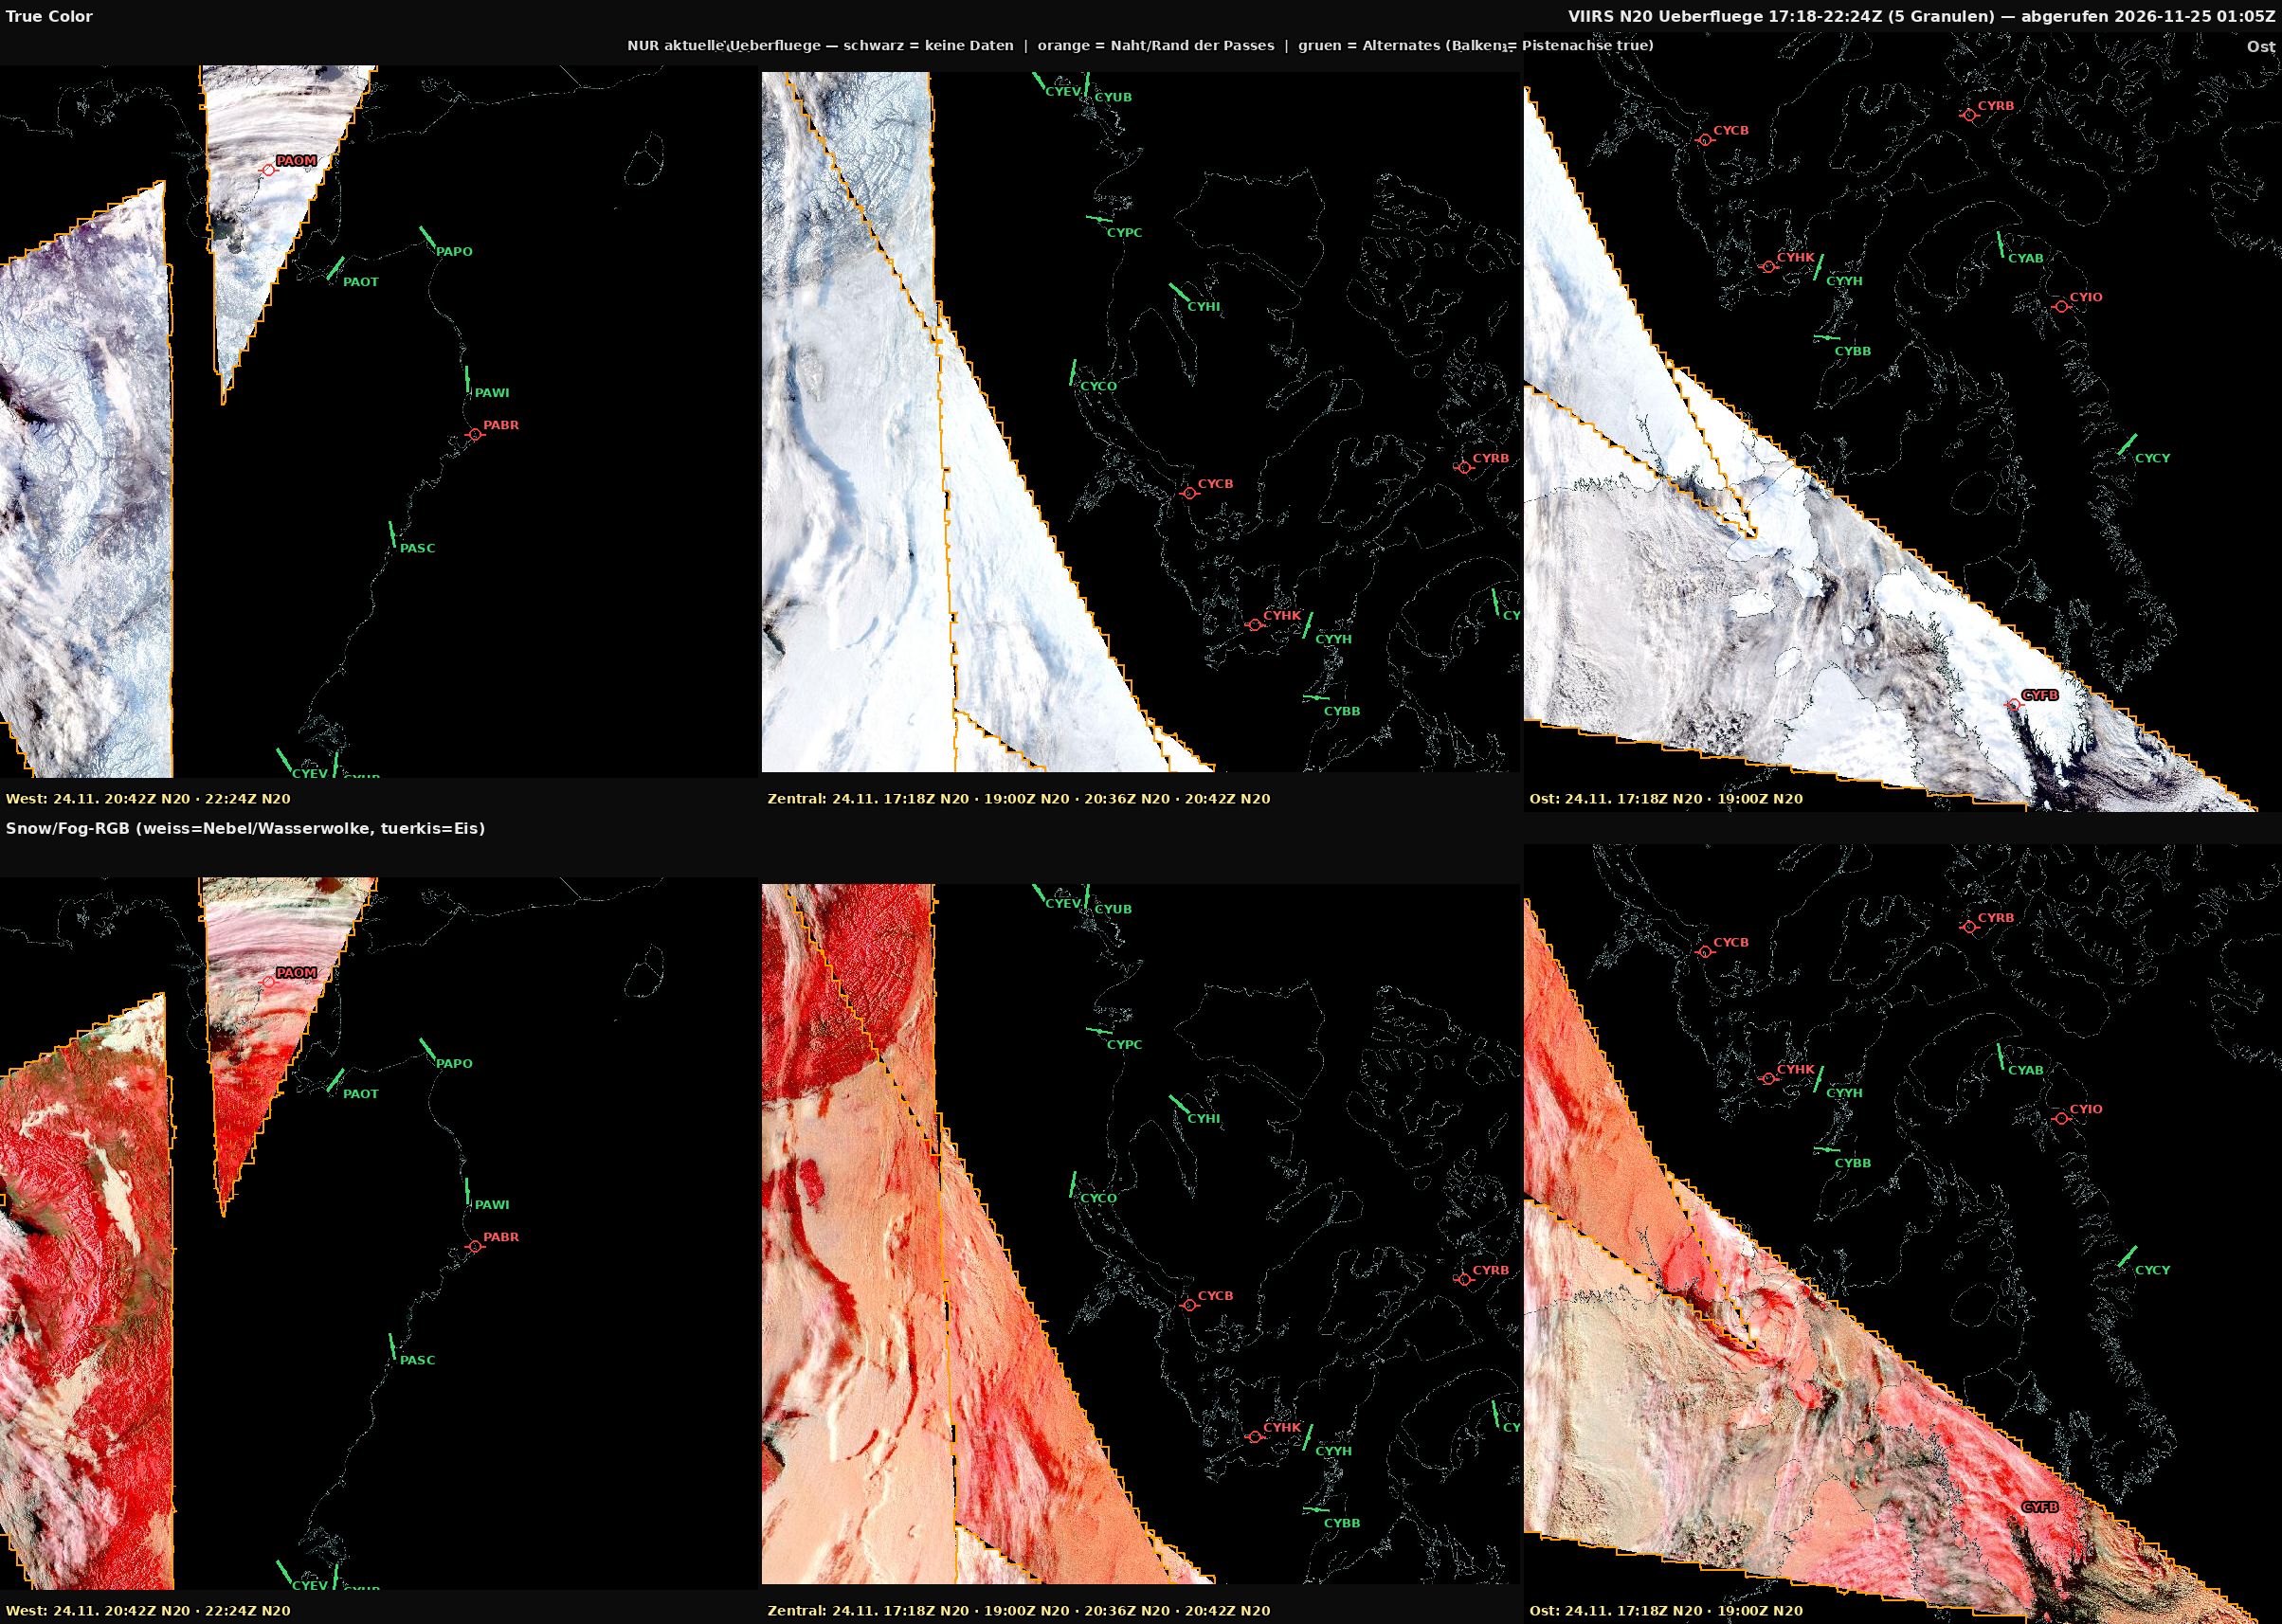 True Color
VIIRS N20 Ueberfluege 17:18-22:24Z (5 Granulen) — abgerufen 2026-11-25 01:05Z
NUR aktuelle Ueberfluege — schwarz = keine Daten | orange = Naht/Rand der Passes | gruen = Alternates (Balken = Pistenachse true)
Ost
PAOM
PAPO
PAOT
PAWI
PABR
PASC
CYEV
CYUB
West: 24.11. 20:42Z N20 · 22:24Z N20
CYEV
CYUB
CYPC
CYHI
CYCO
CYRB
CYCB
CYHK
CYYH
CY
CYBB
Zentral: 24.11. 17:18Z N20 · 19:00Z N20 · 20:36Z N20 · 20:42Z N20
CYRB
CYCB
CYHK
CYAB
CYYH
CYIO
CYBB
CYCY
CYFB
Ost: 24.11. 17:18Z N20 · 19:00Z N20
Snow/Fog-RGB (weiss=Nebel/Wasserwolke, tuerkis=Eis)
PAOM
PAPO
PAOT
PAWI
PABR
PASC
CYEV
CYUB
West: 24.11. 20:42Z N20 · 22:24Z N20
CYEV
CYUB
CYPC
CYHI
CYCO
CYRB
CYCB
CYHK
CYYH
CY
CYBB
Zentral: 24.11. 17:18Z N20 · 19:00Z N20 · 20:36Z N20 · 20:42Z N20
CYRB
CYCB
CYHK
CYAB
CYYH
CYIO
CYBB
CYCY
CYFB
Ost: 24.11. 17:18Z N20 · 19:00Z N20